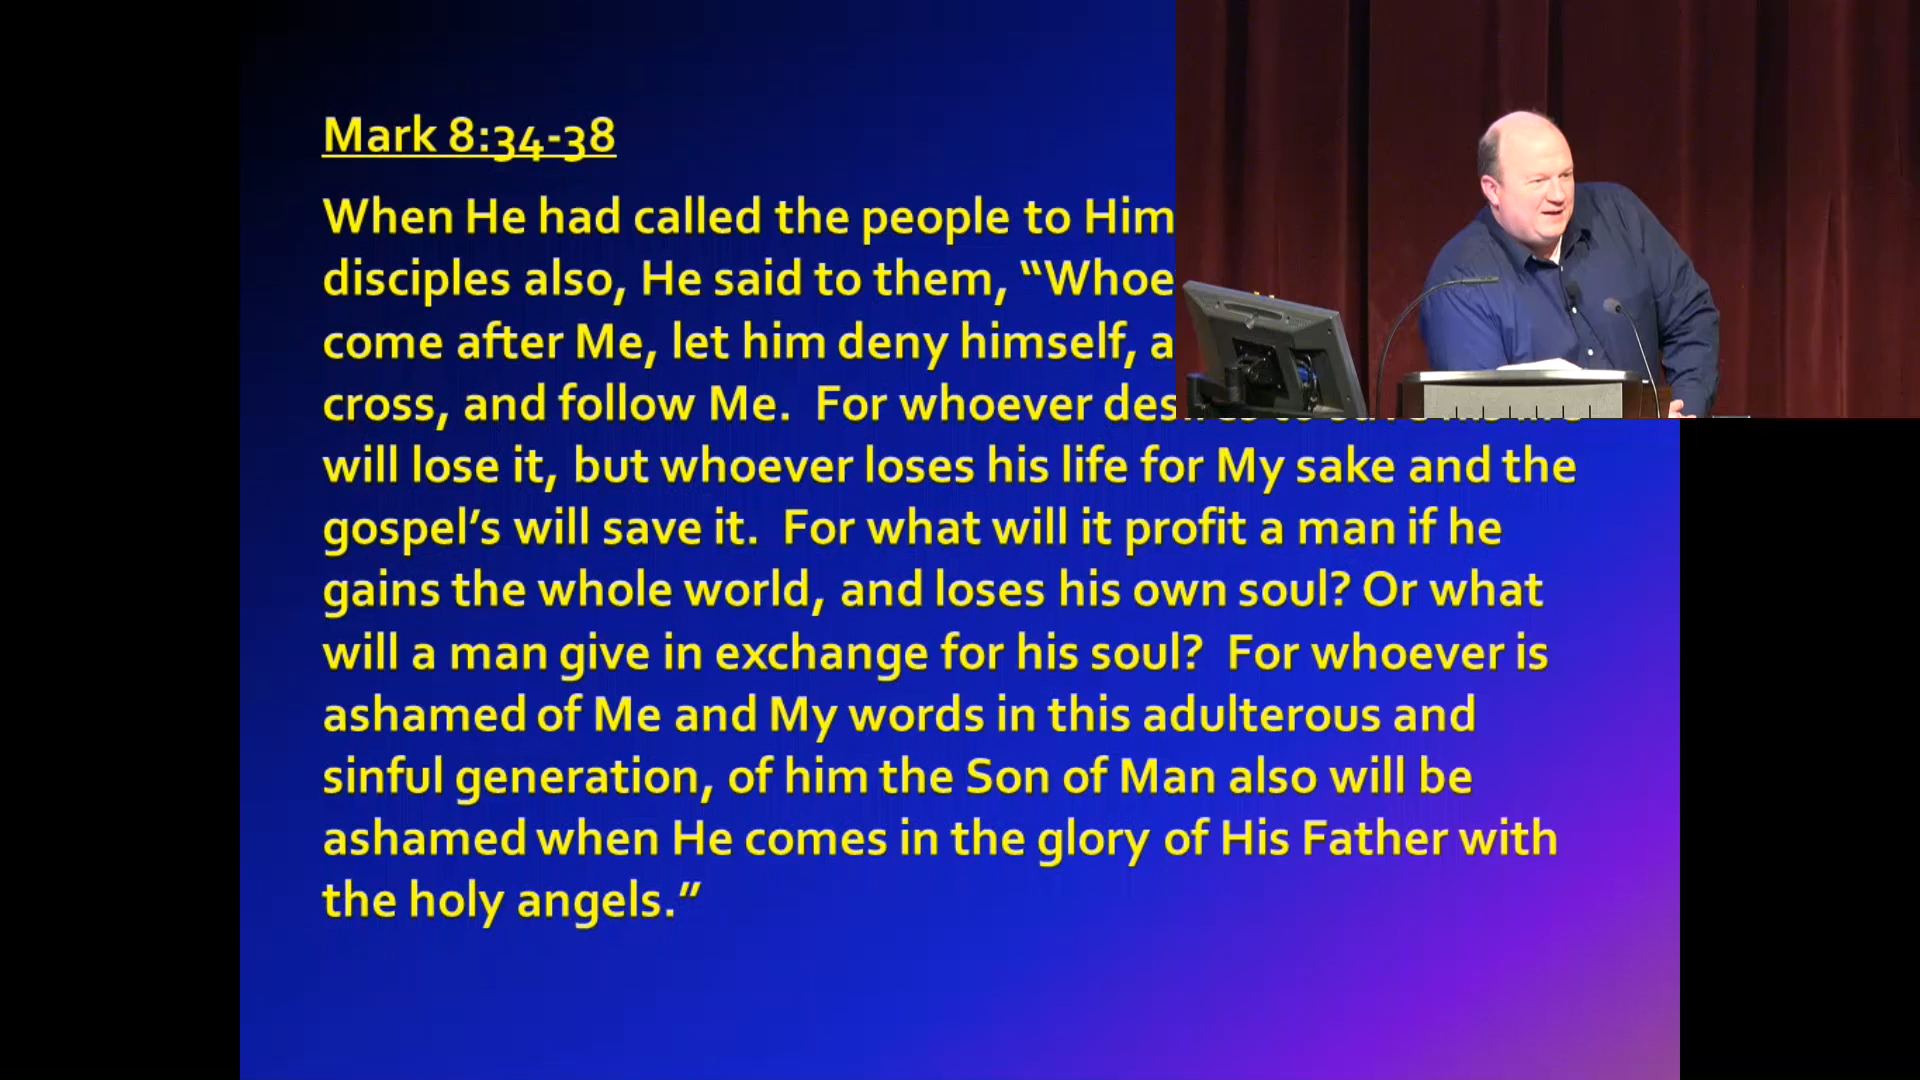 Mark 8:34-38
When He had called the people to Him
disciples also, He said to them, “Whoe
come after Me, let him deny himself, a
cross, and follow Me.  For whoever desires to save his life
will lose it, but whoever loses his life for My sake and the
gospel’s will save it.  For what will it profit a man if he
gains the whole world, and loses his own soul? Or what
will a man give in exchange for his soul?  For whoever is
ashamed of Me and My words in this adulterous and
sinful generation, of him the Son of Man also will be
ashamed when He comes in the glory of His Father with
the holy angels.”